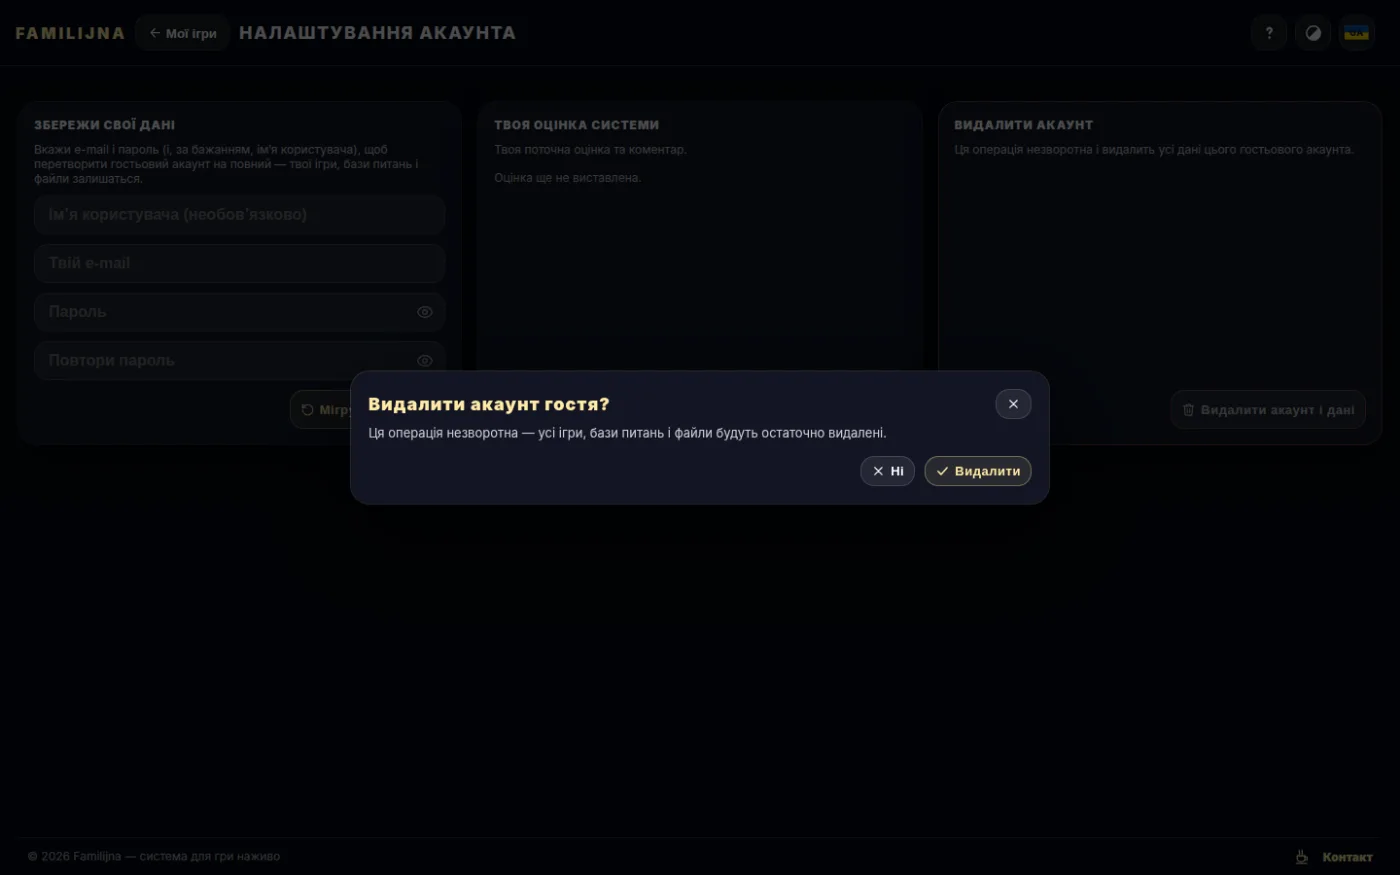 FAMILIJNA
← Мої ігри
НАЛАШТУВАННЯ АКАУНТА
?
ЗБЕРЕЖИ СВОЇ ДАНІ
Вкажи e-mail і пароль (і, за бажанням, ім'я користувача), щоб
перетворити гостьовий акаунт на повний — твої ігри, бази питань і
файли залишаться.
Ім'я користувача (необов'язково)
Твій e-mail
Пароль
Повтори пароль
ТВОЯ ОЦІНКА СИСТЕМИ
Твоя поточна оцінка та коментар.
Оцінка ще не виставлена.
ВИДАЛИТИ АКАУНТ
Ця операція незворотна і видалить усі дані цього гостьового акаунта.
Видалити акаунт і дані
Видалити акаунт гостя?
Ця операція незворотна — усі ігри, бази питань і файли будуть остаточно видалені.
Ні
Видалити
© 2026 Familijna — система для гри наживо
Контакт